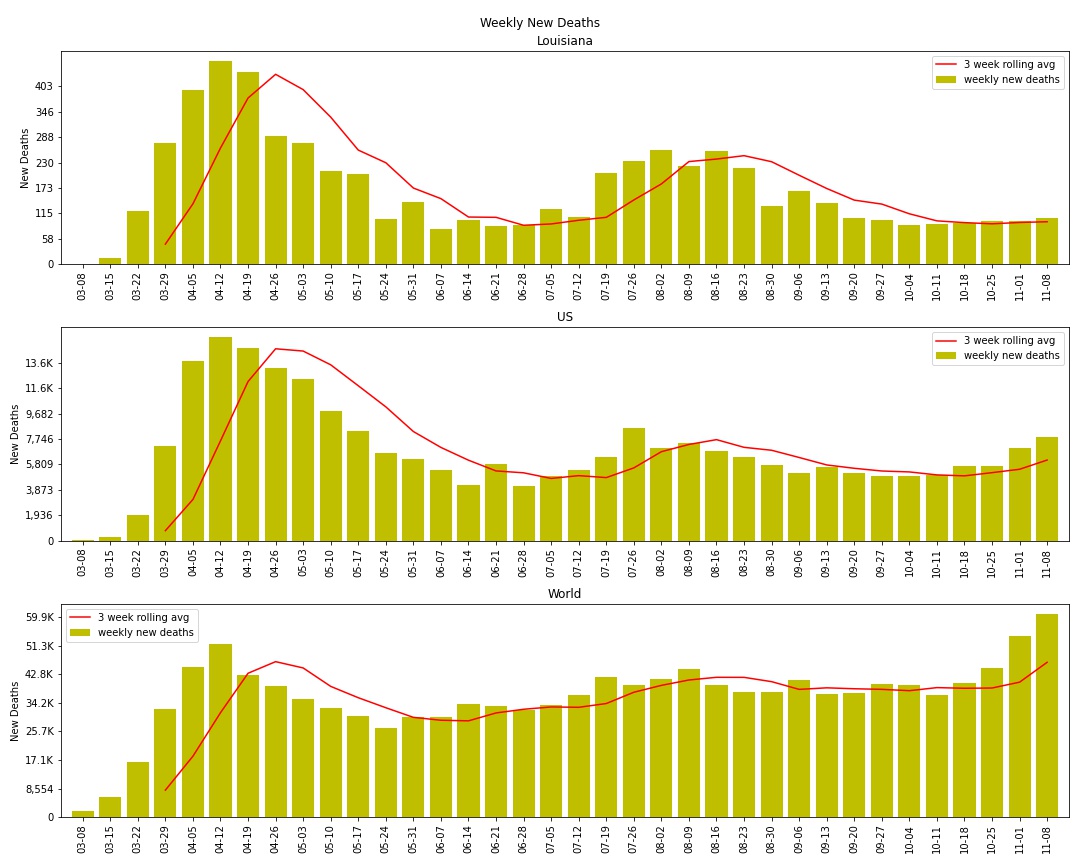 Weekly New Deaths
Louisiana
New Deaths
403
346
288
230
173
115
58
0
3 week rolling avg
weekly new deaths
03-08 03-15 03-22 03-29 04-05 04-12 04-19 04-26 05-03 05-10 05-17 05-24 05-31 06-07 06-14 06-21 06-28 07-05 07-12 07-19 07-26 08-02 08-09 08-16 08-23 08-30 09-06 09-13 09-20 09-27 10-04 10-11 10-18 10-25 11-01 11-08
US
New Deaths
13.6K
11.6K
9,682
7,746
5,809
3,873
1,936
0
3 week rolling avg
weekly new deaths
03-08 03-15 03-22 03-29 04-05 04-12 04-19 04-26 05-03 05-10 05-17 05-24 05-31 06-07 06-14 06-21 06-28 07-05 07-12 07-19 07-26 08-02 08-09 08-16 08-23 08-30 09-06 09-13 09-20 09-27 10-04 10-11 10-18 10-25 11-01 11-08
World
New Deaths
59.9K
51.3K
42.8K
34.2K
25.7K
17.1K
8,554
0
3 week rolling avg
weekly new deaths
03-08 03-15 03-22 03-29 04-05 04-12 04-19 04-26 05-03 05-10 05-17 05-24 05-31 06-07 06-14 06-21 06-28 07-05 07-12 07-19 07-26 08-02 08-09 08-16 08-23 08-30 09-06 09-13 09-20 09-27 10-04 10-11 10-18 10-25 11-01 11-08